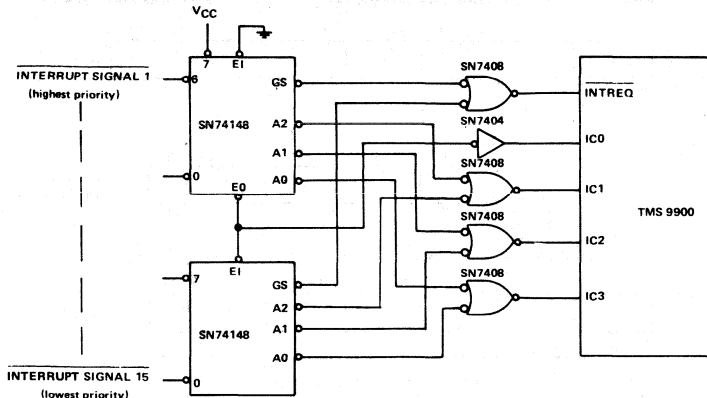 VCC
7 EI
INTERRUPT SIGNAL 1
(highest priority)
6
GS
SN74148
A2
A1
0
A0
E0
SN7408
INTREQ
SN7404
IC0
SN7408
IC1
TMS 9900
SN7408
IC2
SN7408
IC3
EI
7
GS
A2
SN74148
A1
A0
INTERRUPT SIGNAL 15
0
(lowest priority)